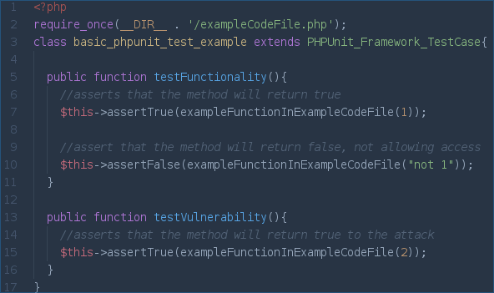 1 <?php
2 require_once(__DIR__ . '/exampleCodeFile.php');
3 class basic_phpunit_test_example extends PHPUnit_Framework_TestCase{
4
5 public function testFunctionality(){
6 //asserts that the method will return true
7 $this->assertTrue(exampleFunctionInExampleCodeFile(1));
8
9 //assert that the method will return false, not allowing access
10 $this->assertFalse(exampleFunctionInExampleCodeFile("not 1"));
11 }
12
13 public function testVulnerability(){
14 //asserts that the method will return true to the attack
15 $this->assertTrue(exampleFunctionInExampleCodeFile(2));
16 }
17 }